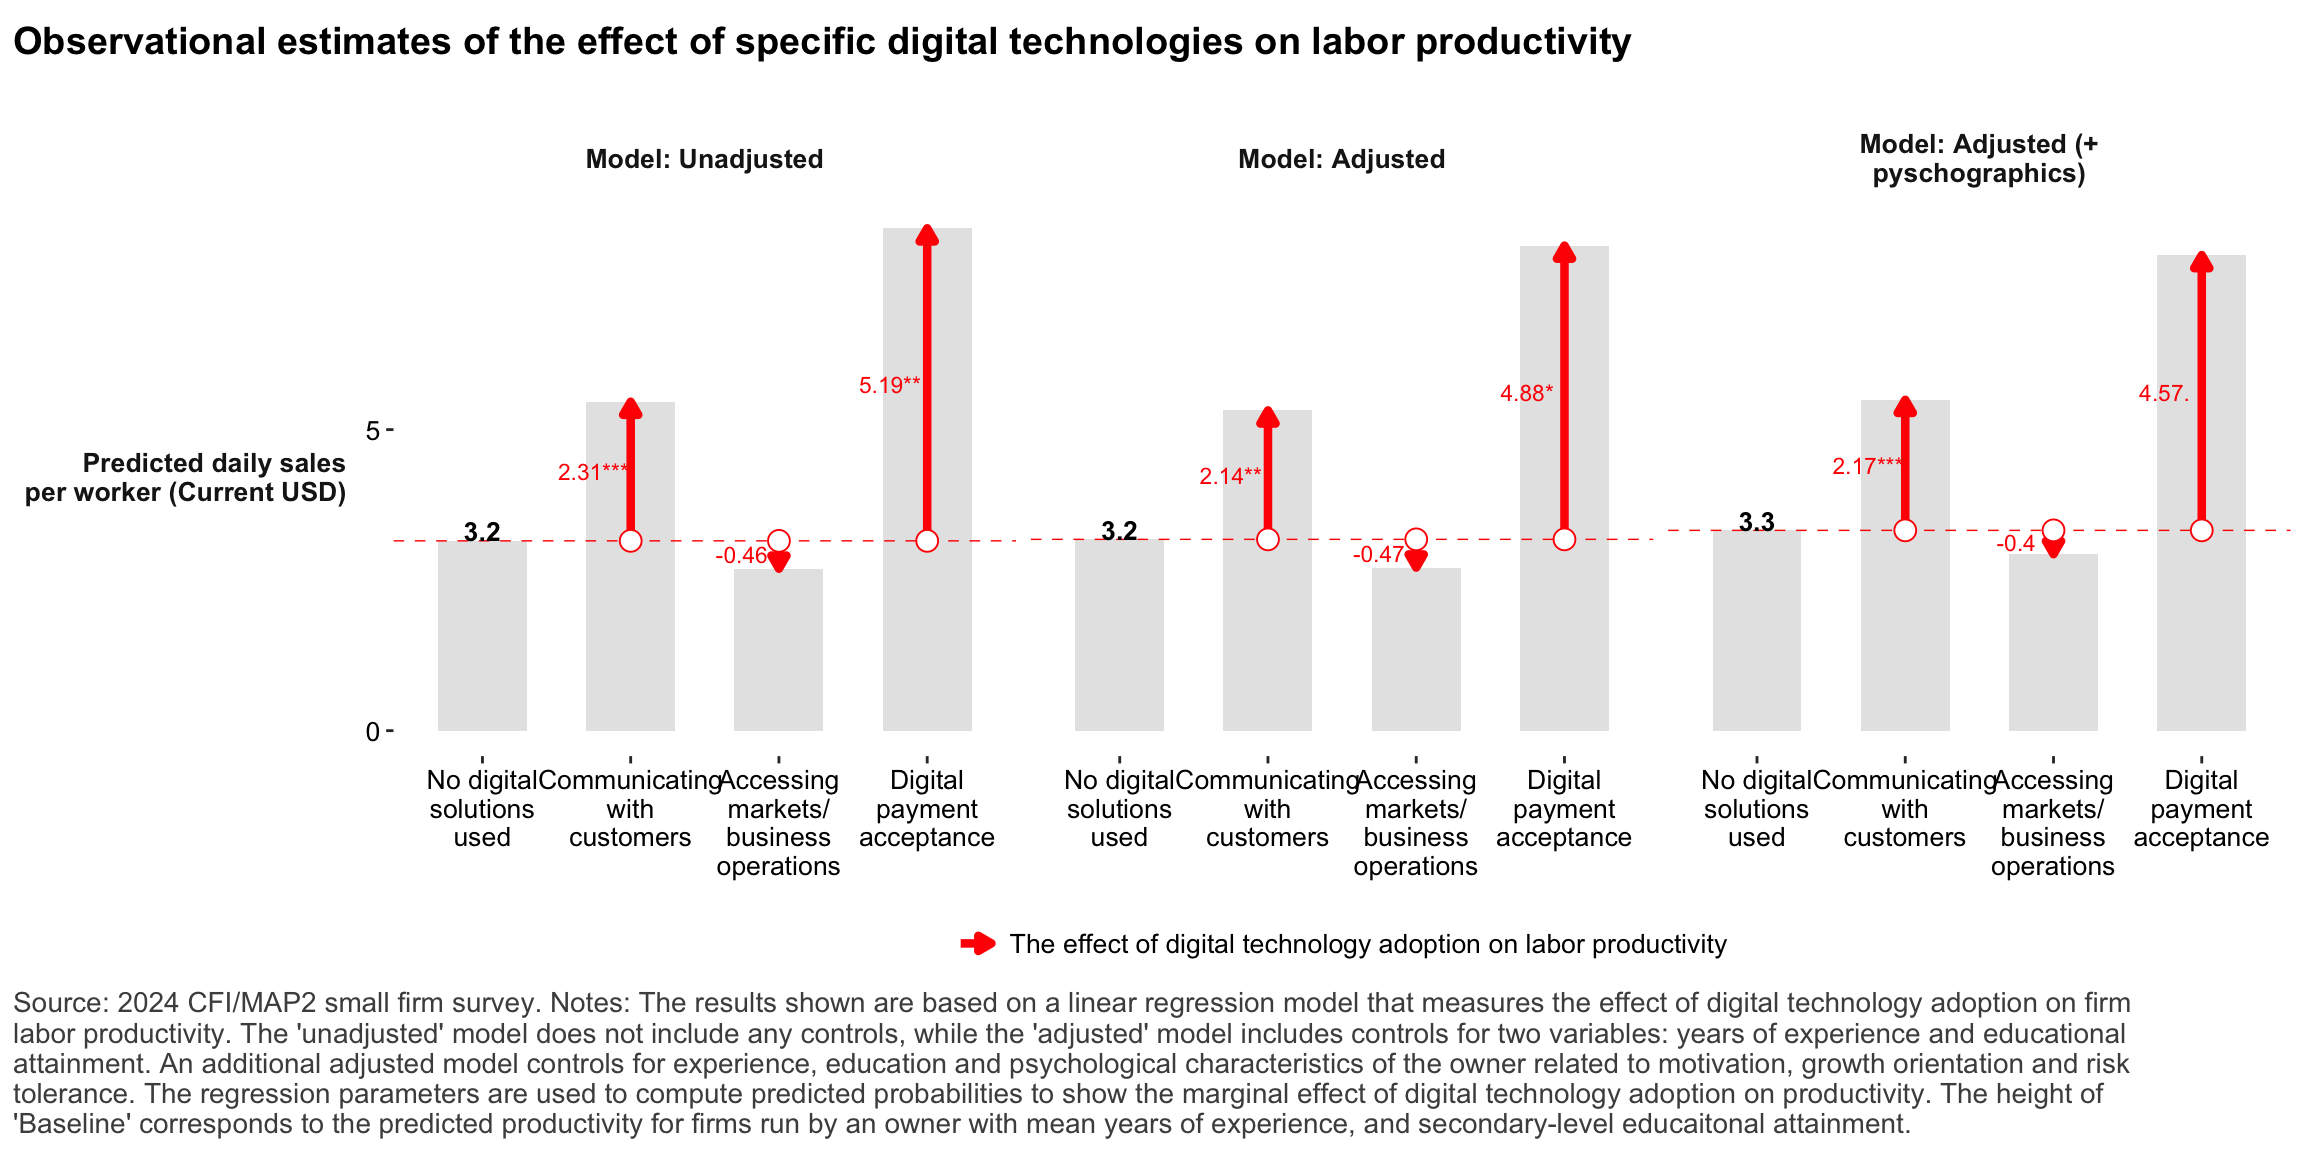 Observational estimates of the effect of specific digital technologies on labor productivity
Model: Unadjusted
Model: Adjusted
Model: Adjusted (+
pyschographics)
Predicted daily sales
per worker (Current USD)
5
0
3.2
2.31***
-0.46
5.19**
3.2
2.14**
-0.47
4.88*
3.3
2.17***
-0.4
4.57.
No digital
solutions
used
Communicating
with
customers
Accessing
markets/
business
operations
Digital
payment
acceptance
No digital
solutions
used
Communicating
with
customers
Accessing
markets/
business
operations
Digital
payment
acceptance
No digital
solutions
used
Communicating
with
customers
Accessing
markets/
business
operations
Digital
payment
acceptance
The effect of digital technology adoption on labor productivity
Source: 2024 CFI/MAP2 small firm survey. Notes: The results shown are based on a linear regression model that measures the effect of digital technology adoption on firm
labor productivity. The 'unadjusted' model does not include any controls, while the 'adjusted' model includes controls for two variables: years of experience and educational
attainment. An additional adjusted model controls for experience, education and psychological characteristics of the owner related to motivation, growth orientation and risk
tolerance. The regression parameters are used to compute predicted probabilities to show the marginal effect of digital technology adoption on productivity. The height of
'Baseline' corresponds to the predicted productivity for firms run by an owner with mean years of experience, and secondary-level educaitonal attainment.